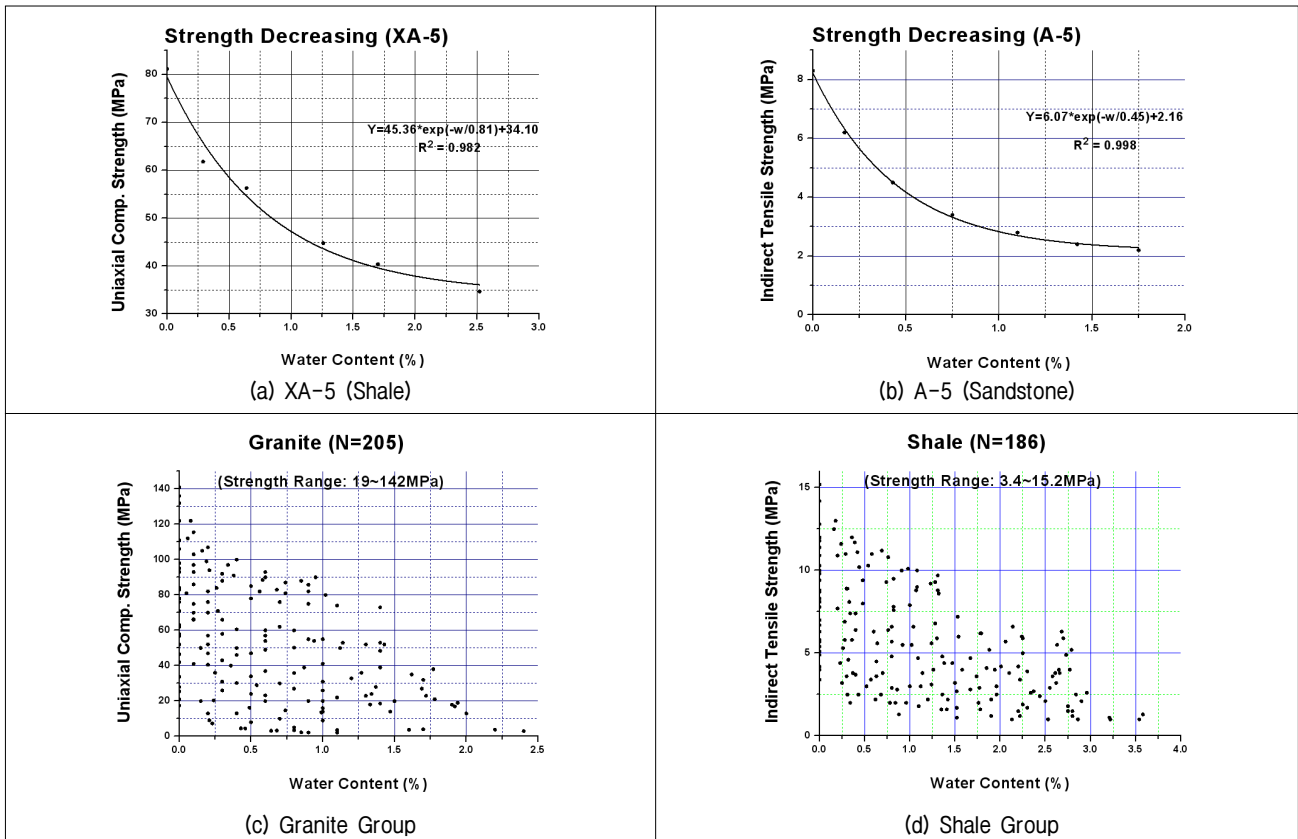 Strength Decreasing (XA-5)
Uniaxial Comp. Strength (MPa)
80
70
60
50
40
30
Y=45.36*exp(-w/0.81)+34.10
R² = 0.982
0.0 0.5 1.0 1.5 2.0 2.5 3.0
Water Content (%)
(a) XA-5 (Shale)
Strength Decreasing (A-5)
Indirect Tensile Strength (MPa)
8
6
4
2
0
Y=6.07*exp(-w/0.45)+2.16
R² = 0.998
0.0 0.5 1.0 1.5 2.0
Water Content (%)
(b) A-5 (Sandstone)
Granite (N=205)
(Strength Range: 19~142MPa)
Uniaxial Comp. Strength (MPa)
140
120
100
80
60
40
20
0
0.0 0.5 1.0 1.5 2.0 2.5
Water Content (%)
(c) Granite Group
Shale (N=186)
(Strength Range: 3.4~15.2MPa)
Indirect Tensile Strength (MPa)
15
10
5
0
0.0 0.5 1.0 1.5 2.0 2.5 3.0 3.5 4.0
Water Content (%)
(d) Shale Group